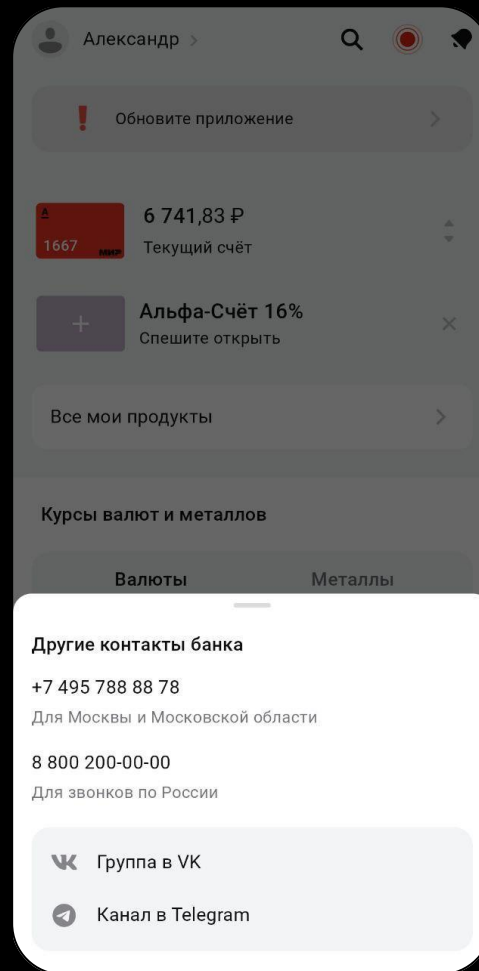 Александр
Обновите приложение
А
1667
МИР
6 741,83 ₽
Текущий счёт
Альфа-Счёт 16%
Спешите открыть
Все мои продукты
Курсы валют и металлов
Валюты
Металлы
Другие контакты банка
+7 495 788 88 78
Для Москвы и Московской области
8 800 200-00-00
Для звонков по России
Группа в VK
Канал в Telegram